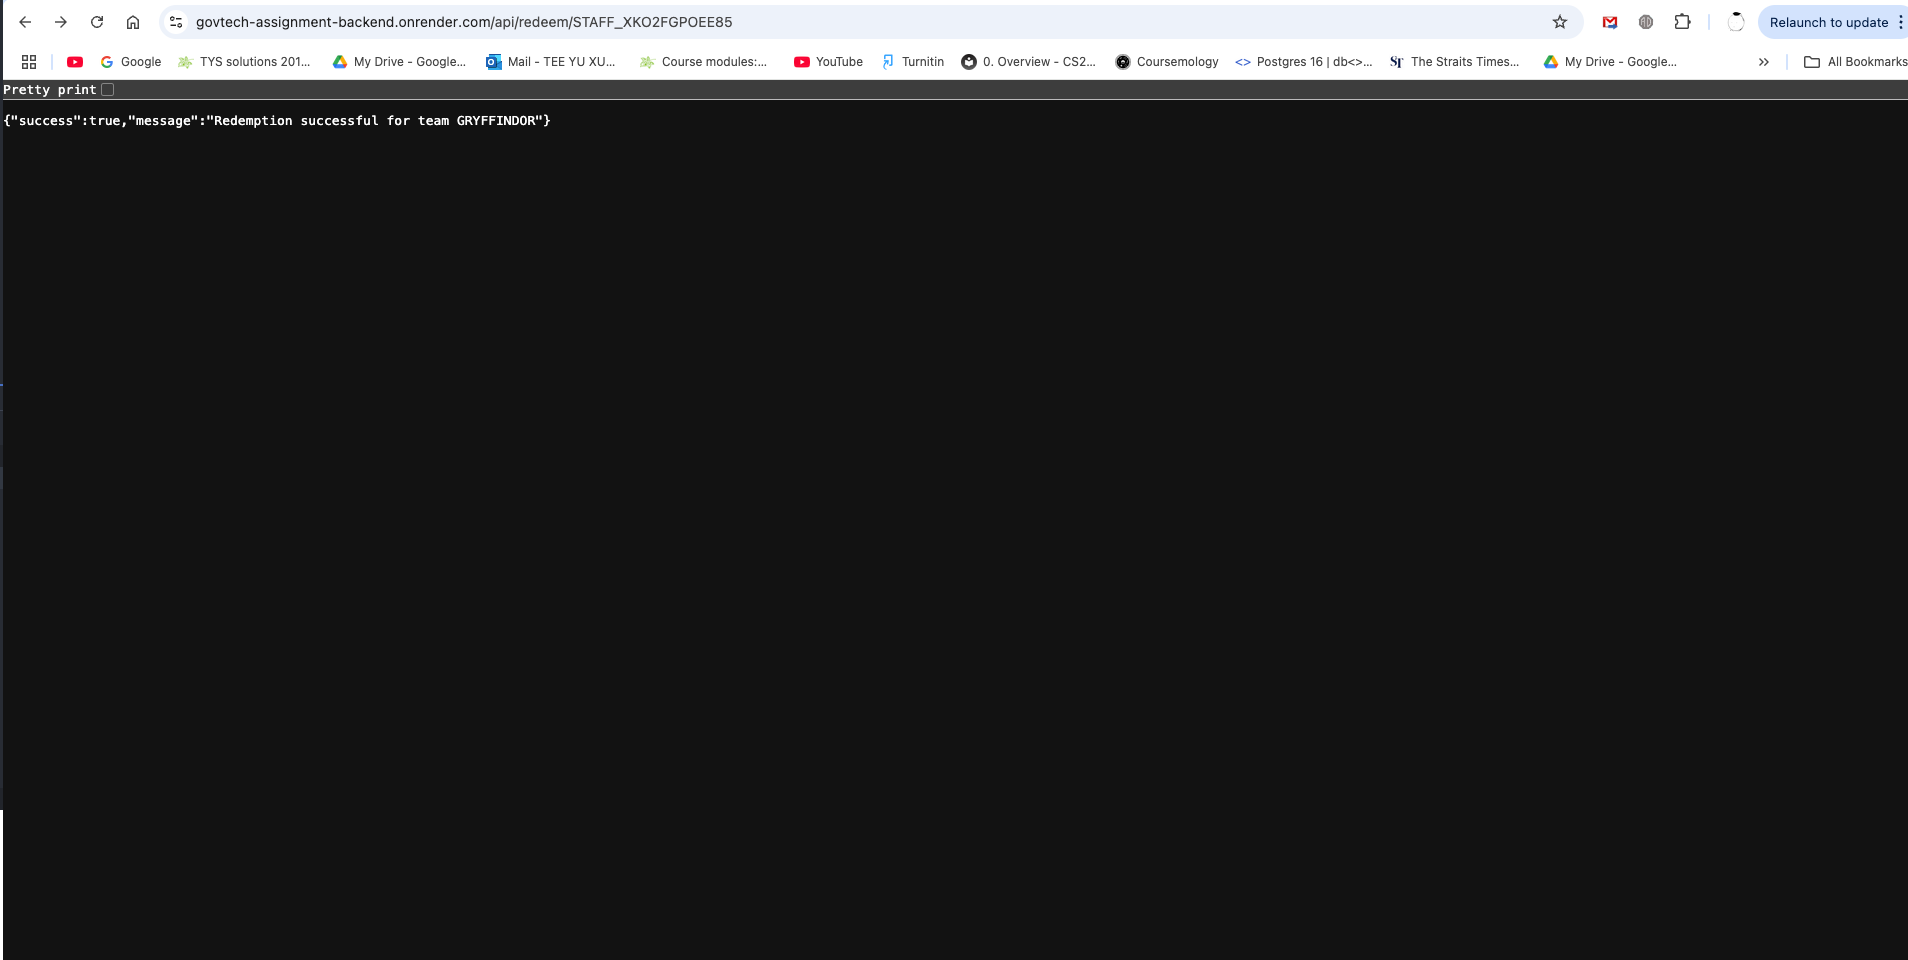 govtech-assignment-backend.onrender.com/api/redeem/STAFF_XKO2FGPOEE85
Relaunch to update
Google
TYS solutions 201...
My Drive - Google...
Mail - TEE YU XU...
Course modules:...
YouTube
Turnitin
0. Overview - CS2...
Coursemology
<> Postgres 16 | db<>...
ST The Straits Times...
My Drive - Google...
All Bookmarks
Pretty print
{"success":true,"message":"Redemption successful for team GRYFFINDOR"}